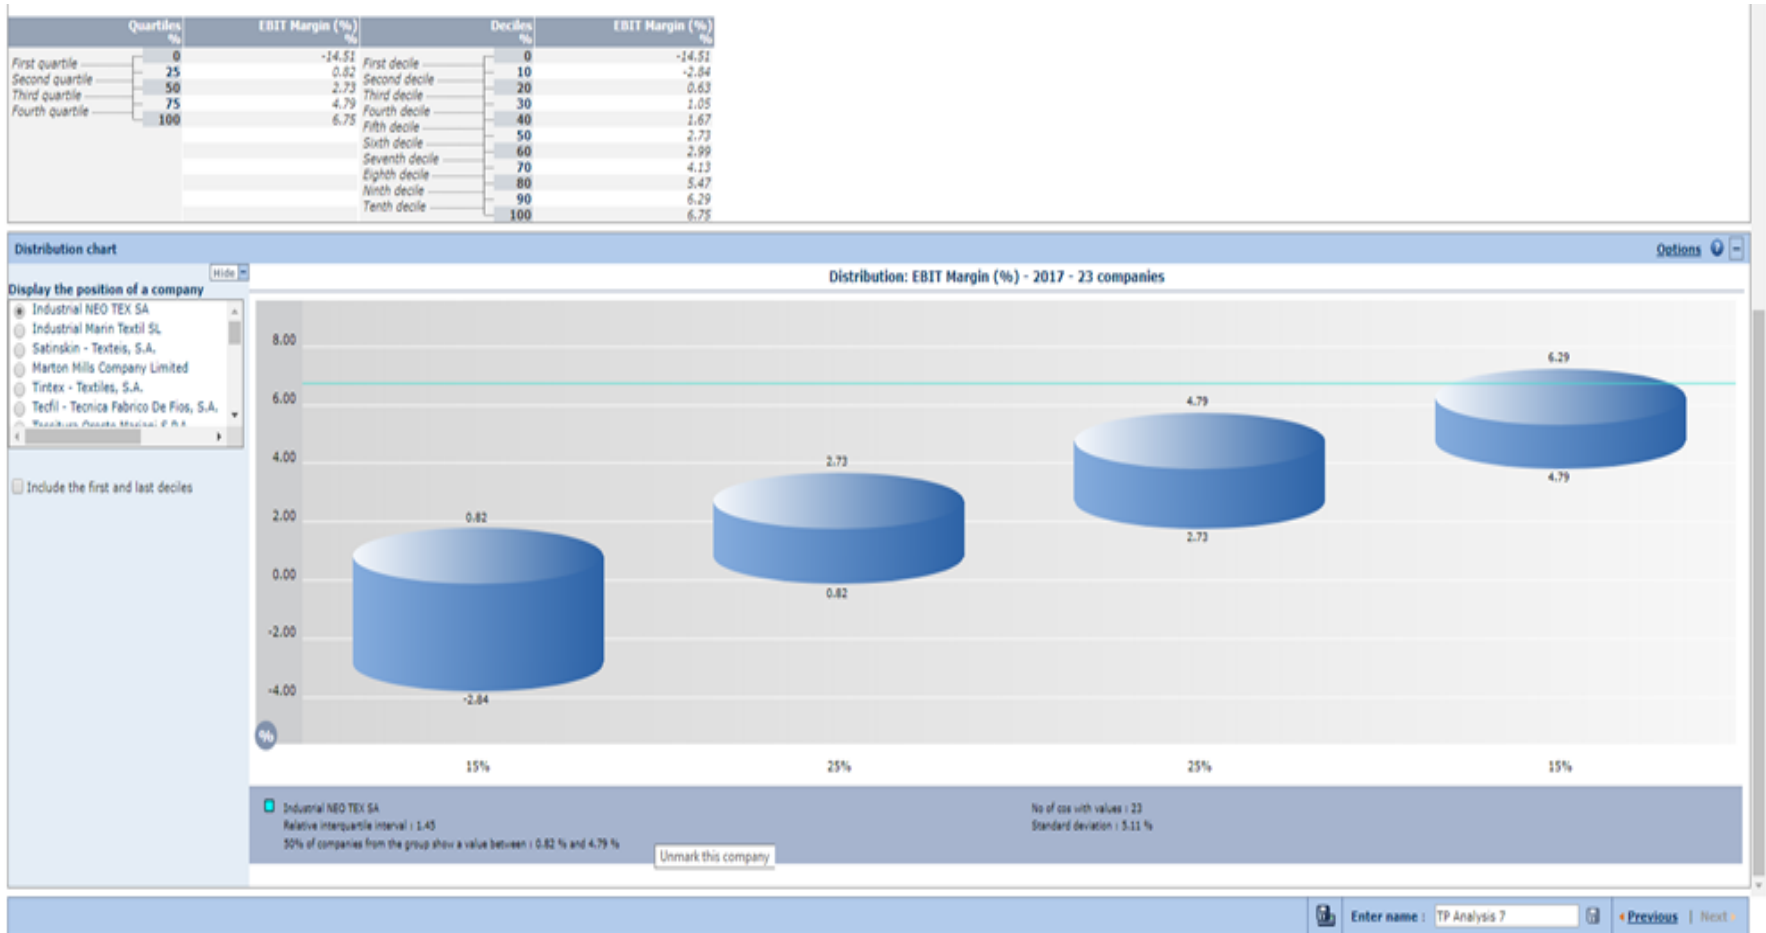 Quartiles EBIT Margin (%) Deciles EBIT Margin (%)
% % % %
First quartile 0 -14.51 First decile 0 -14.51
Second quartile 25 0.82 Second decile 10 -2.84
Third quartile 50 2.73 Third decile 20 0.63
Fourth quartile 75 4.79 Fourth decile 30 1.05
100 6.75 Fifth decile 40 1.67
Sixth decile 50 2.73
Seventh decile 60 2.99
Eighth decile 70 4.13
Ninth decile 80 5.47
Tenth decile 90 6.29
100 6.75
Distribution chart Options ?
Hide
Display the position of a company
Industrial NEO TEX SA
Industrial Marin Textil SL
Satinskin - Texteis, S.A.
Marton Mills Company Limited
Tintex - Textiles, S.A.
Tecfil - Tecnica Fabrico De Fios, S.A.
Include the first and last deciles
Distribution: EBIT Margin (%) - 2017 - 23 companies
8.00
6.00
4.00
2.00
0.00
-2.00
-4.00
%
0.82
-2.84
2.73
0.82
4.79
2.73
6.29
4.79
15% 25% 25% 15%
Industrial NEO TEX SA
Relative interquartile interval : 1.45
50% of companies from the group show a value between : 0.82 % and 4.79 %
No of cos with values : 23
Standard deviation : 5.11 %
Unmark this company
Enter name : TP Analysis 7 Previous | Next